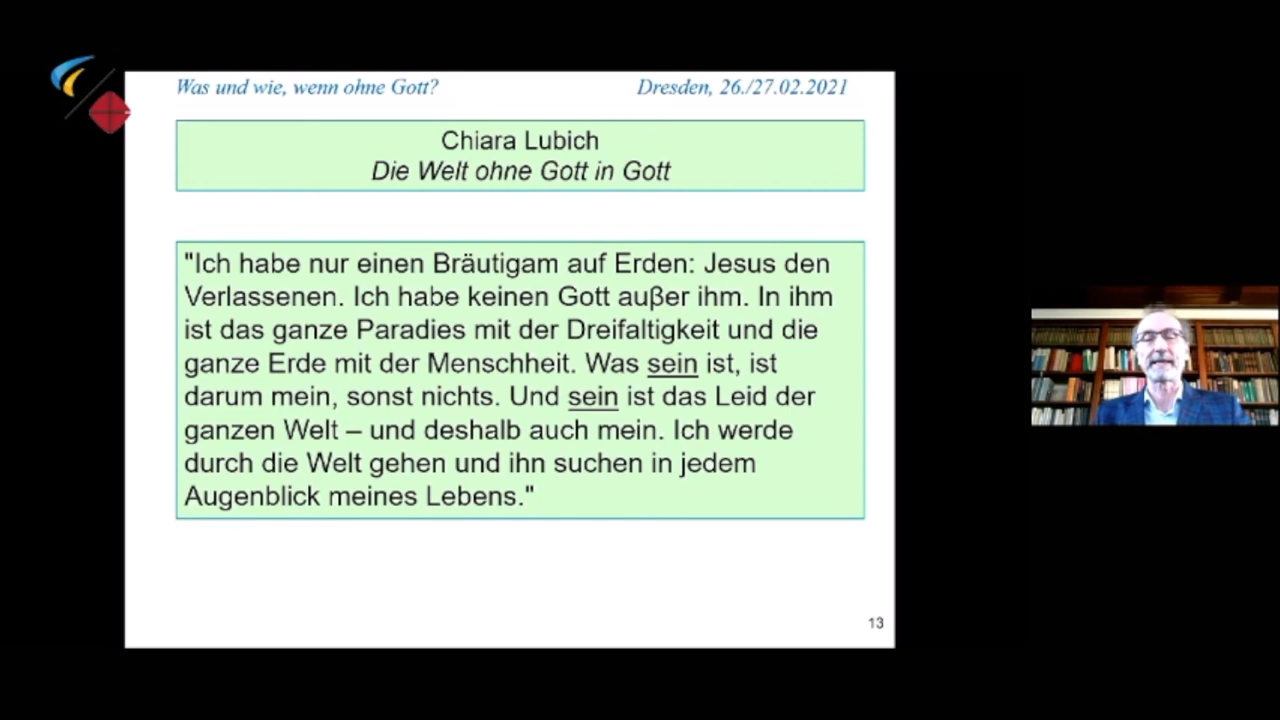 Was und wie, wenn ohne Gott?
Dresden, 26./27.02.2021
Chiara Lubich
Die Welt ohne Gott in Gott
"Ich habe nur einen Bräutigam auf Erden: Jesus den
Verlassenen. Ich habe keinen Gott auβer ihm. In ihm
ist das ganze Paradies mit der Dreifaltigkeit und die
ganze Erde mit der Menschheit. Was sein ist, ist
darum mein, sonst nichts. Und sein ist das Leid der
ganzen Welt – und deshalb auch mein. Ich werde
durch die Welt gehen und ihn suchen in jedem
Augenblick meines Lebens."
13